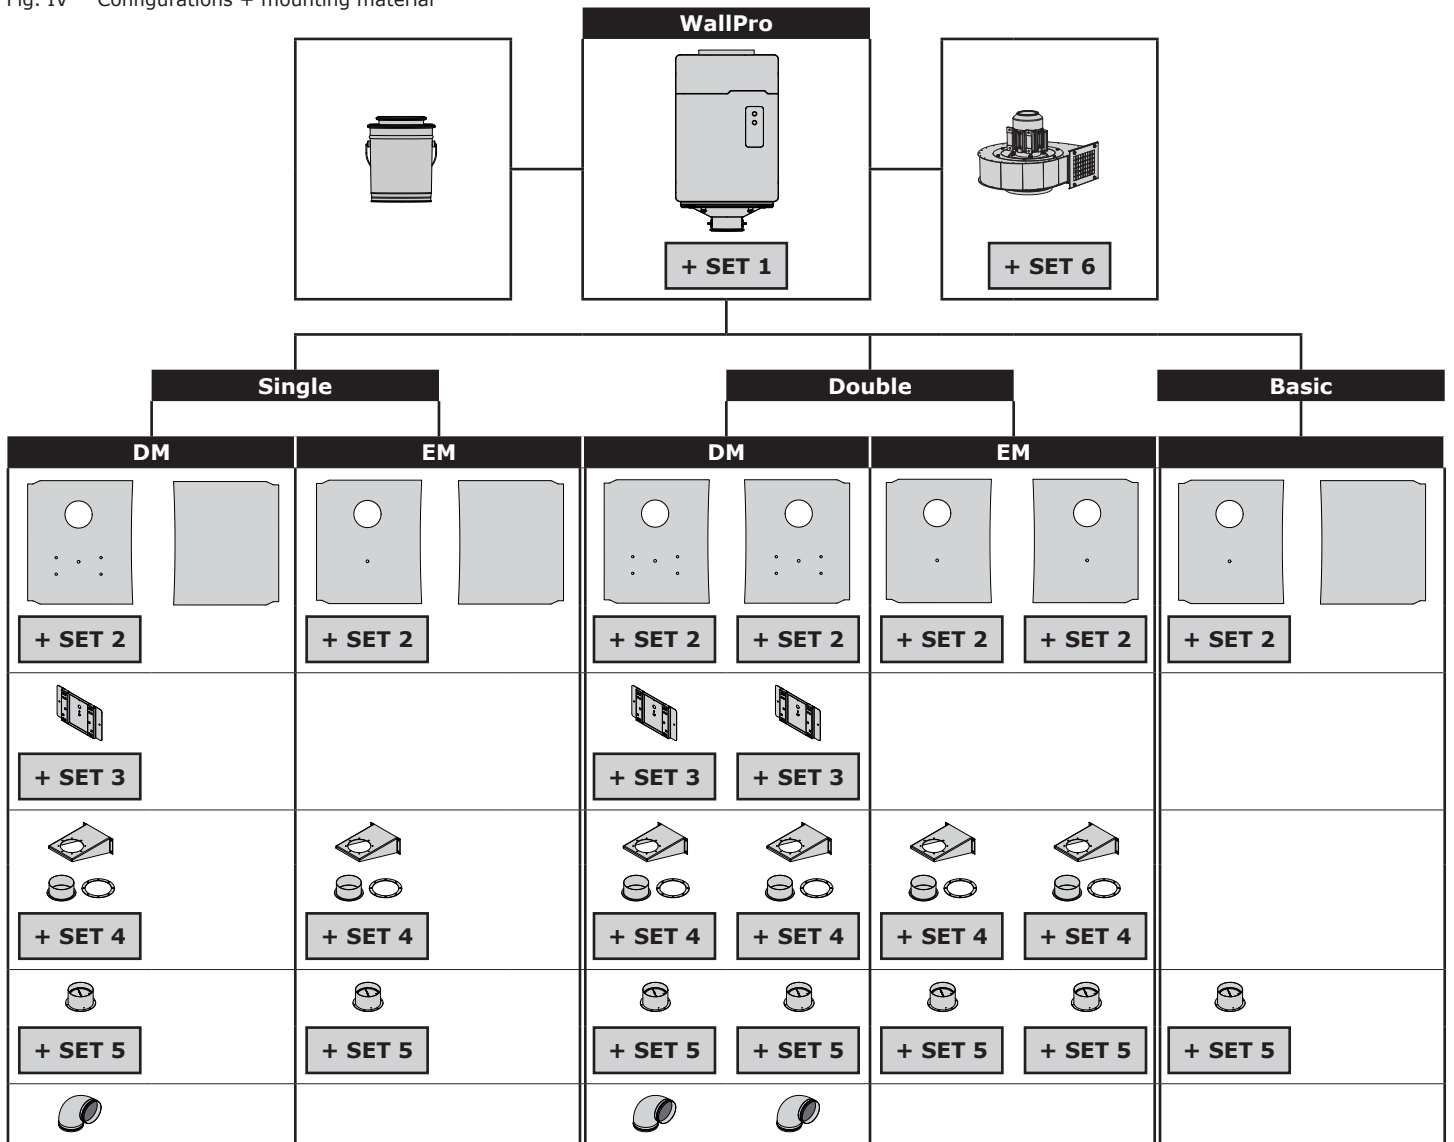 Fig. IV Configurations + mounting material
WallPro
+ SET 1
+ SET 6
Single
Double
Basic
DM
EM
DM
EM
+ SET 2
+ SET 2
+ SET 2
+ SET 2
+ SET 2
+ SET 2
+ SET 2
+ SET 3
+ SET 3
+ SET 3
+ SET 4
+ SET 4
+ SET 4
+ SET 4
+ SET 4
+ SET 4
+ SET 5
+ SET 5
+ SET 5
+ SET 5
+ SET 5
+ SET 5
+ SET 5